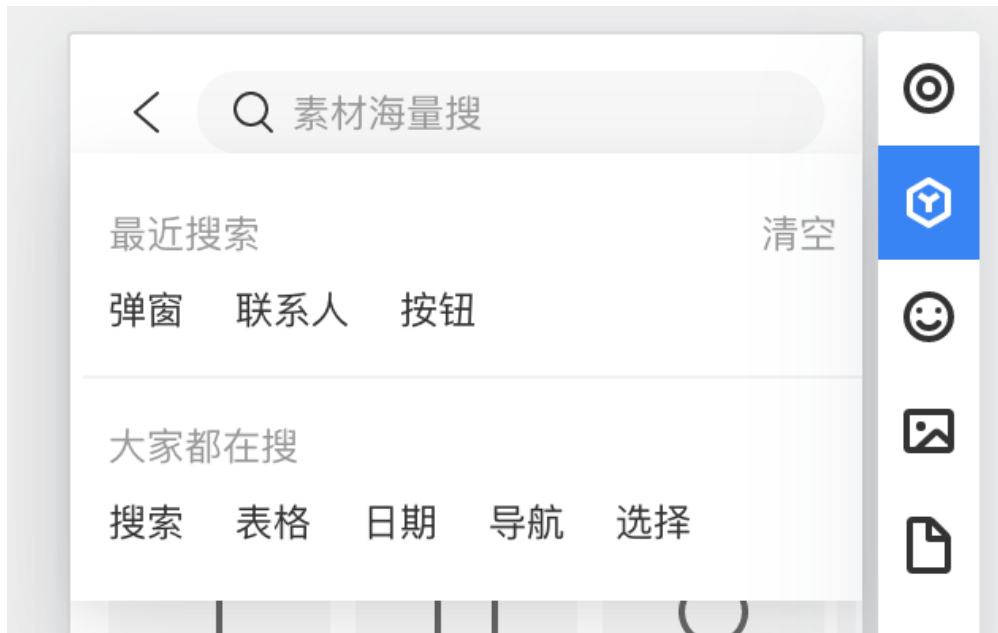 素材海量搜
最近搜索 清空
弹窗 联系人 按钮
大家都在搜
搜索 表格 日期 导航 选择